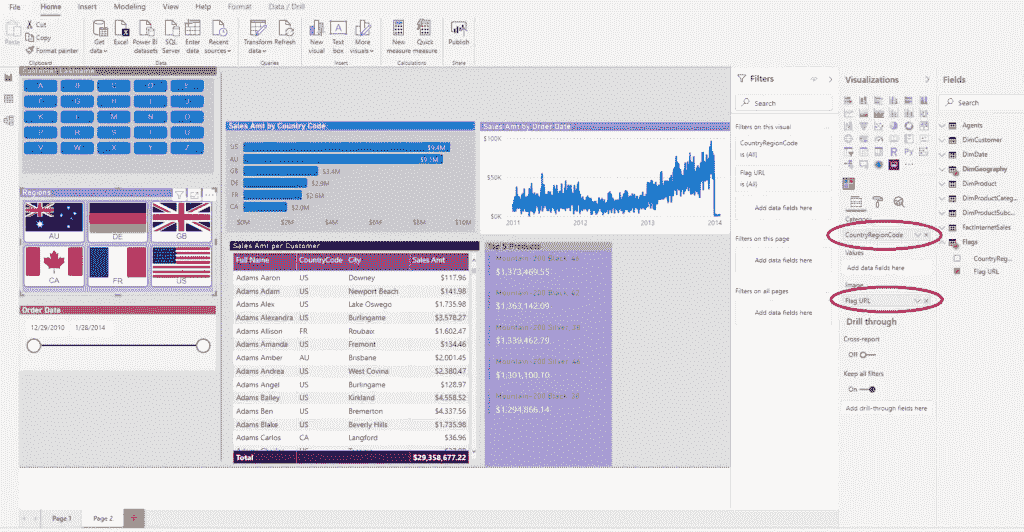 File Home Insert Modeling View Help Format Data / Drill
Paste
Cut
Copy
Format painter
Get data
Excel
Power BI datasets
SQL Server
Enter data
Recent sources
Transform data
Refresh
New visual
Text box
More visuals
New measure
Quick measure
Publish
Clipboard Data Queries Insert Calculations Share
Customer Lastname
A B C D
K
P R S T U
V W X Y Z
Regions
AU DE GB
CA FR US
Order Date
12/29/2010 1/28/2014
Sales Amt by Country Code
US $9.4M
AU $9.1M
GB $3.4M
DE $2.9M
FR $2.6M
CA $2.0M
$0M $2M $4M $6M $8M $10M
Sales Amt by Order Date
$100K
$50K
$0K
2011 2012 2013 2014
Sales Amt per Customer
Full Name CountryCode City Sales Amt
Adams Aaron US Downey $117.96
Adams Adam US Newport Beach $141.98
Adams Alex US Lake Oswego $1,735.98
Adams Alexandra US Burlingame $3,578.27
Adams Allison FR Roubaix $1,602.47
Adams Amanda US Fremont $134.46
Adams Amber AU Brisbane $2,001.45
Adams Andrea US West Covina $2,380.47
Adams Angel US Burlingame $128.97
Adams Bailey US Kirkland $4,558.52
Adams Ben US Bremerton $4,337.56
Adams Blake US Beverly Hills $1,735.98
Adams Carlos CA Langford $36.96
Total $29,358,677.22
Top 5 Products
$1,373,469.55
$1,363,142.09
$1,339,462.79
$1,301,100.10
$1,294,866.14
Filters
Search
Filters on this visual
CountryRegionCode
is (All)
Flag URL
is (All)
Add data fields here
Filters on this page
Add data fields here
Filters on all pages
Add data fields here
Visualizations
Category
CountryRegionCode
Values
Add data fields here
Image
Flag URL
Drill through
Cross-report
Off
Keep all filters
On
Add drill-through fields here
Fields
Search
Agents
DimCustomer
DimDate
DimGeography
DimProduct
DimProductCateg...
DimProductSubc...
FactInternetSales
Flags
CountryReg...
Flag URL
Page 1 Page 2 +